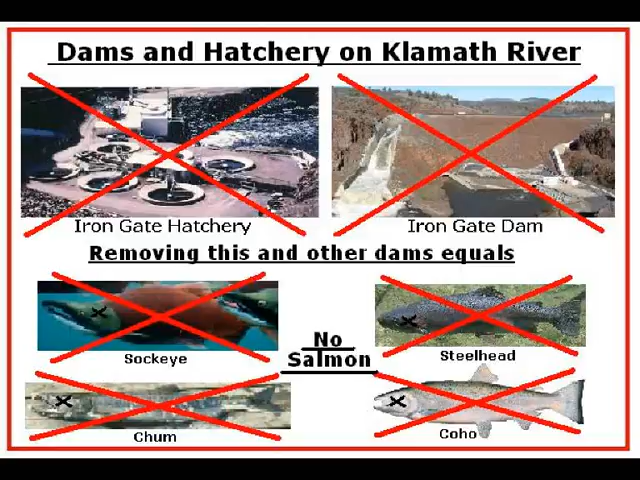 Dams and Hatchery on Klamath River
Iron Gate Hatchery
Iron Gate Dam
Removing this and other dams equals
Sockeye
No
Salmon
Steelhead
Chum
Coho